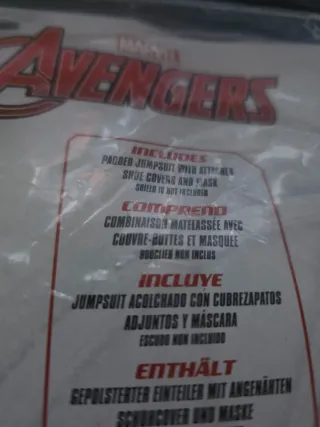 MARVEL
AVENGERS
INCLUDES
PADDED JUMPSUIT WITH ATTACHED
SHOE COVERS AND MASK
SHIELD IS NOT INCLUDED
COMPREND
COMBINAISON MATELASSÉE AVEC
COUVRE-BOTTES ET MASQUEE
BOUCLIER NON INCLUS
INCLUYE
JUMPSUIT ACOLCHADO CON CUBREZAPATOS
ADJUNTOS Y MÁSCARA
ESCUDO NON INCLUIDO
ENTHÄLT
GEPOLSTERTER EINTEILER MIT ANGENÄHTEN
SCHUHCOVER UND MASKE